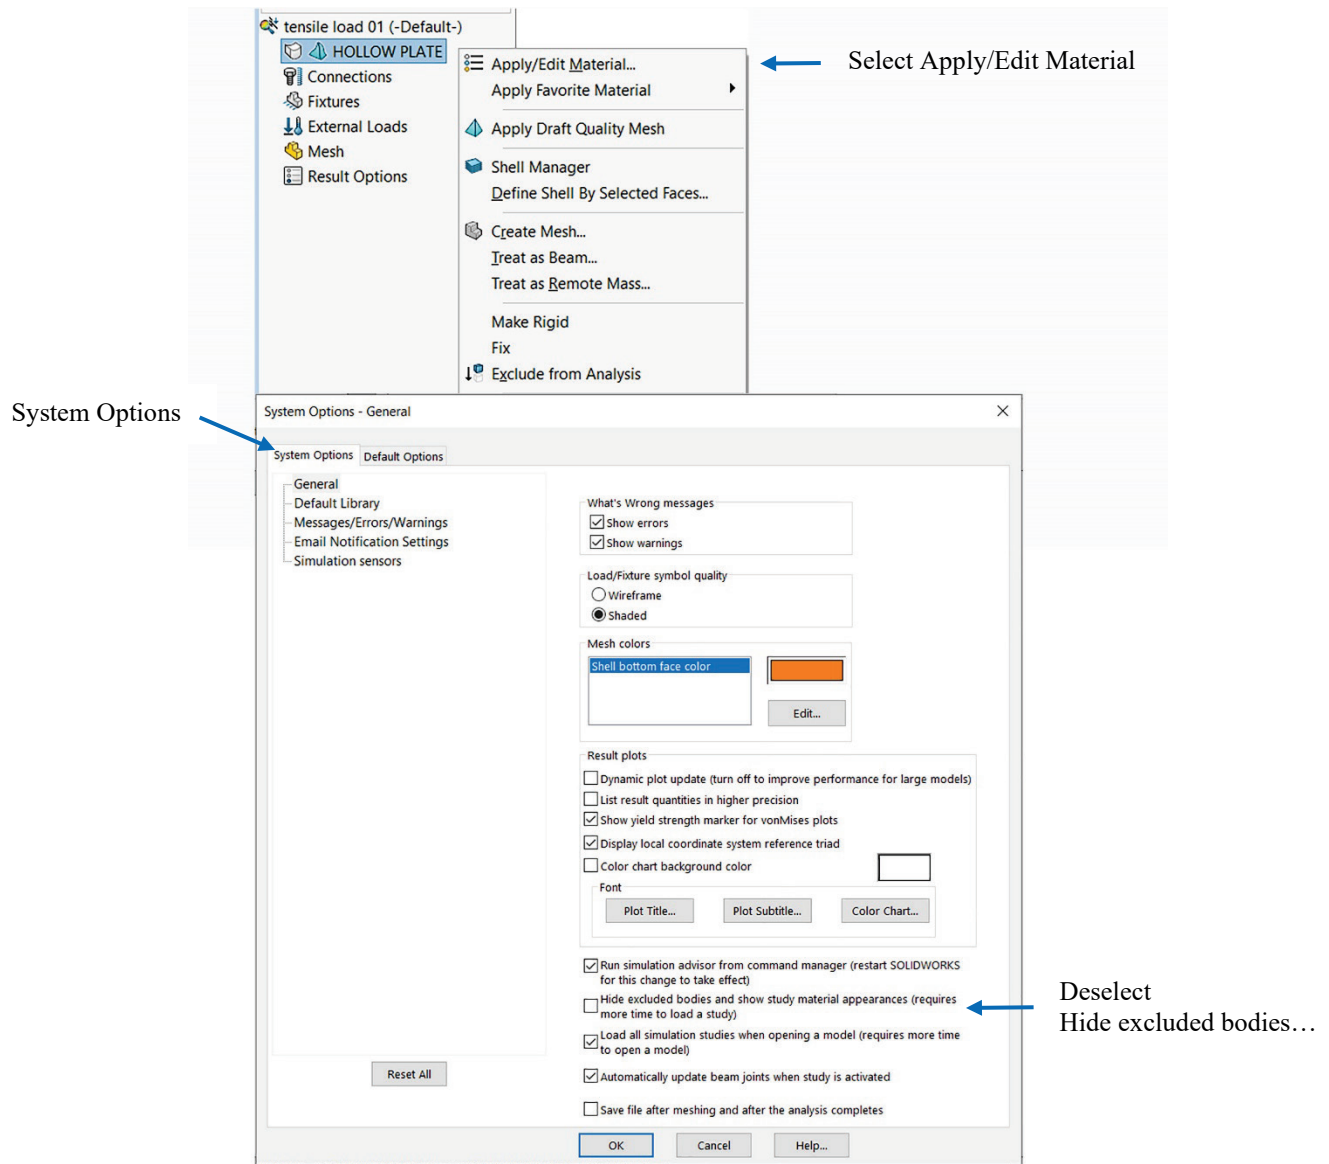 tensile load 01 (-Default-)
HOLLOW PLATE
Connections
Fixtures
External Loads
Mesh
Result Options
Apply/Edit Material...
Apply Favorite Material
Apply Draft Quality Mesh
Shell Manager
Define Shell By Selected Faces...
Create Mesh...
Treat as Beam...
Treat as Remote Mass...
Make Rigid
Fix
Exclude from Analysis
Select Apply/Edit Material
System Options
System Options - General
System Options
Default Options
General
Default Library
Messages/Errors/Warnings
Email Notification Settings
Simulation sensors
Reset All
What's Wrong messages
Show errors
Show warnings
Load/Fixture symbol quality
Wireframe
Shaded
Mesh colors
Shell bottom face color
Edit...
Result plots
Dynamic plot update (turn off to improve performance for large models)
List result quantities in higher precision
Show yield strength marker for vonMises plots
Display local coordinate system reference triad
Color chart background color
Font
Plot Title...
Plot Subtitle...
Color Chart...
Run simulation advisor from command manager (restart SOLIDWORKS
for this change to take effect)
Hide excluded bodies and show study material appearances (requires
more time to load a study)
Load all simulation studies when opening a model (requires more time
to open a model)
Automatically update beam joints when study is activated
Save file after meshing and after the analysis completes
OK
Cancel
Help...
Deselect
Hide excluded bodies…